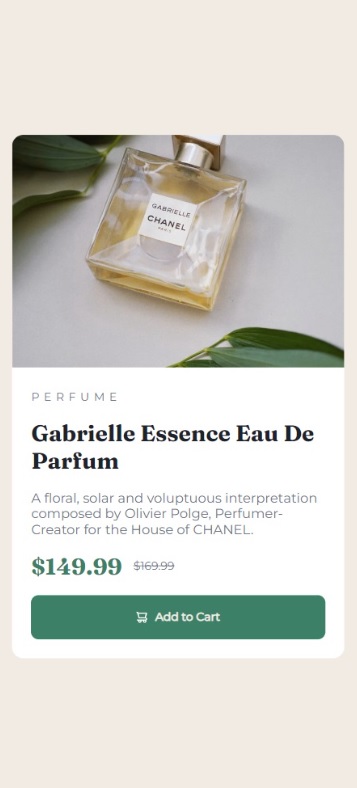 GABRIELLE
CHANEL
PARIS
PERFUME
Gabrielle Essence Eau De
Parfum
A floral, solar and voluptuous interpretation
composed by Olivier Polge, Perfumer-
Creator for the House of CHANEL.
$149.99 $169.99
Add to Cart